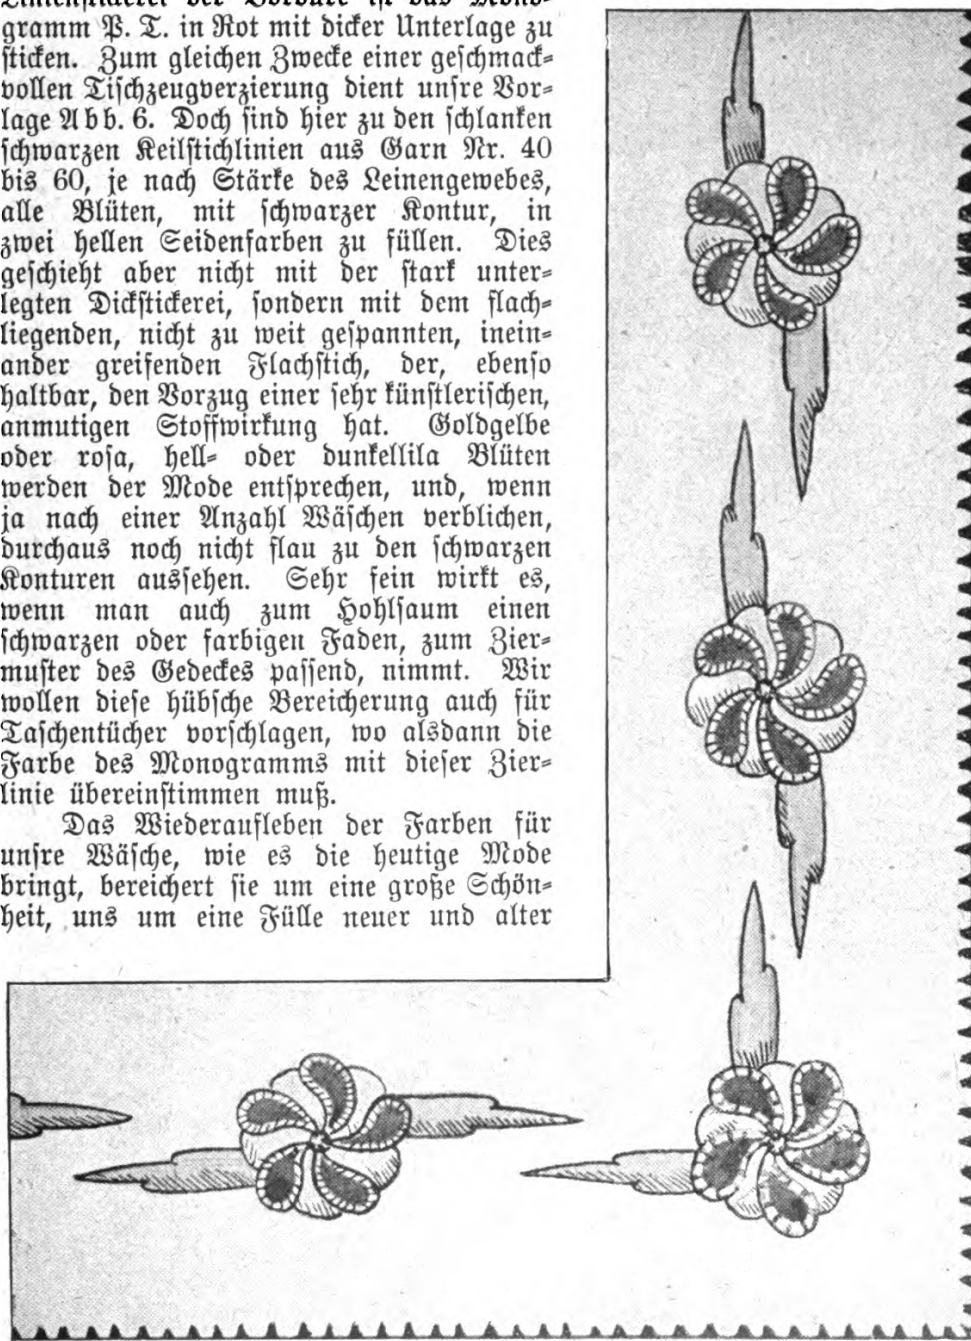 gramm P. T. in Rot mit dicker Unterlage zu
sticken. Zum gleichen Zwecke einer geschmack-
vollen Tischzeugverzierung dient unsre Vor-
lage Abb. 6. Doch sind hier zu den schlanken
schwarzen Keilstichlinien aus Garn Nr. 40
bis 60, je nach Stärke des Leinengewebes,
alle Blüten, mit schwarzer Kontur, in
zwei hellen Seidenfarben zu füllen. Dies
geschieht aber nicht mit der stark unter-
legten Dickstickerei, sondern mit dem flach-
liegenden, nicht zu weit gespannten, inein-
ander greifenden Flachstich, der, ebenso
haltbar, den Vorzug einer sehr künstlerischen,
anmutigen Stoffwirkung hat. Goldgelbe
oder rosa, hell- oder dunkellila Blüten
werden der Mode entsprechen, und, wenn
ja nach einer Anzahl Wäschen verblichen,
durchaus noch nicht flau zu den schwarzen
Konturen aussehen. Sehr fein wirkt es,
wenn man auch zum Hohlsaum einen
schwarzen oder farbigen Faden, zum Zier-
muster des Gedeckes passend, nimmt. Wir
wollen diese hübsche Bereicherung auch für
Taschentücher vorschlagen, wo alsdann die
Farbe des Monogramms mit dieser Zier-
linie übereinstimmen muß.
Das Wiederaufleben der Farben für
unsre Wäsche, wie es die heutige Mode
bringt, bereichert sie um eine große Schön-
heit, uns um eine Fülle neuer und alter